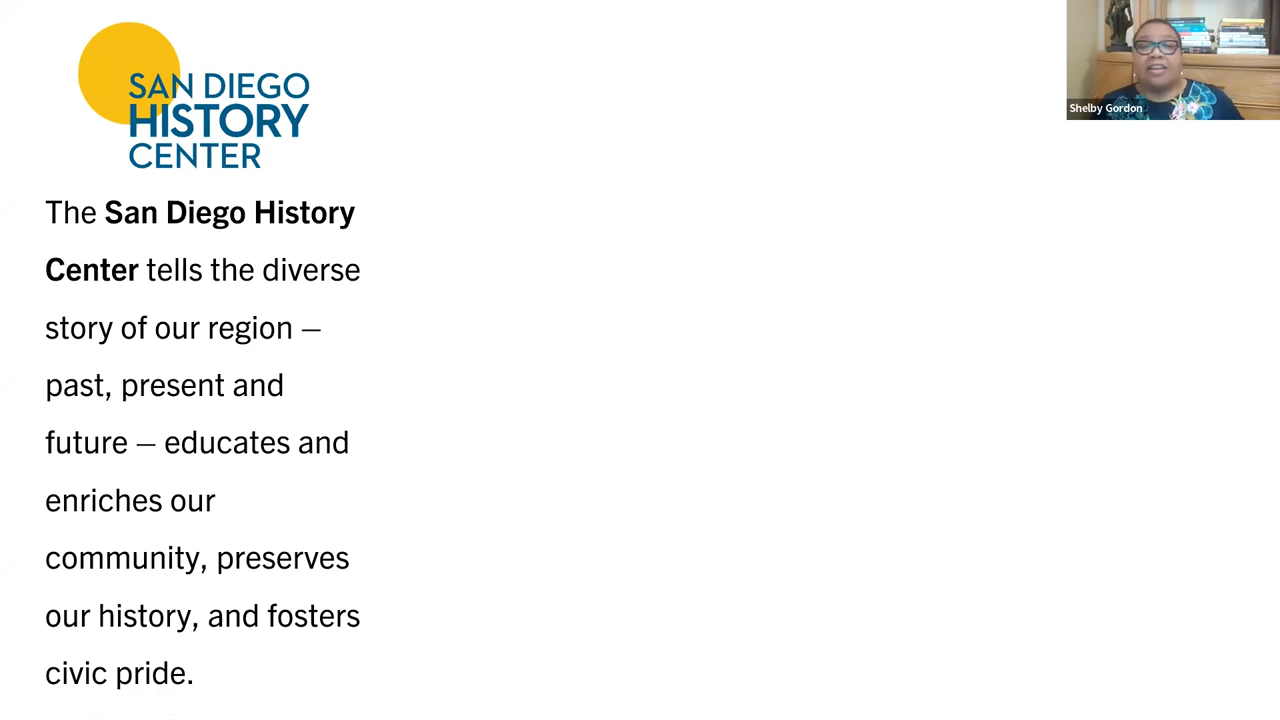 SAN DIEGO
HISTORY
CENTER
Shelby Gordon
The San Diego History
Center tells the diverse
story of our region –
past, present and
future – educates and
enriches our
community, preserves
our history, and fosters
civic pride.